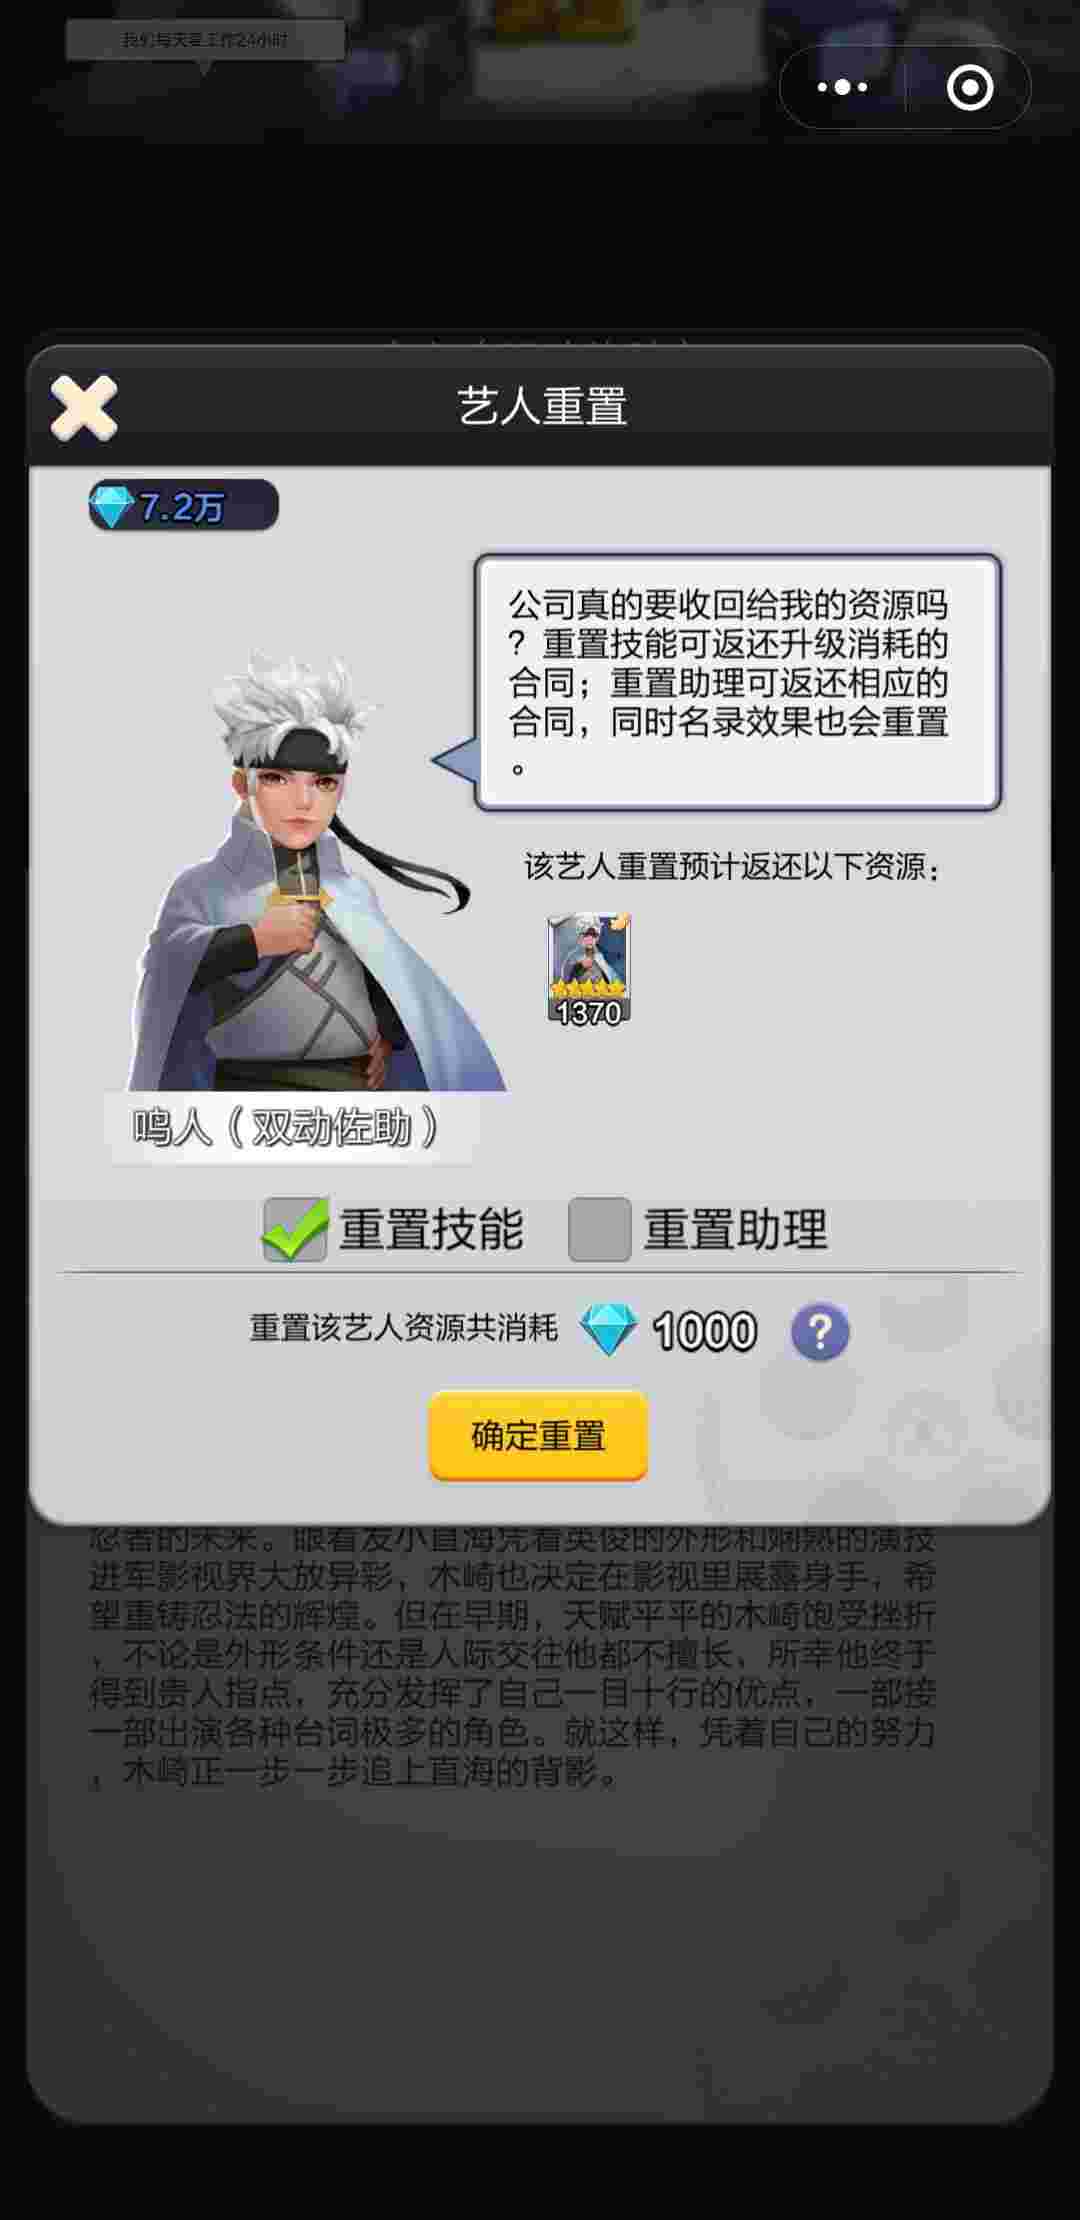 我们每天要工作24小时
艺人重置
7.2万
公司真的要收回给我的资源吗
？重置技能可返还升级消耗的
合同；重置助理可返还相应的
合同，同时名录效果也会重置
。
该艺人重置预计返还以下资源：
1370
鸣人（双动佐助）
重置技能 重置助理
重置该艺人资源共消耗 1000 ?
确定重置
忍者的未来。眼看发小直海凭着英俊的外形和娴熟的演技
进军影视界大放异彩，木崎也决定在影视里展露身手，希
望重铸忍法的辉煌。但在早期，天赋平平的木崎饱受挫折
，不论是外形条件还是人际交往他都不擅长，所幸他终于
得到贵人指点，充分发挥了自己一目十行的优点，一部接
一部出演各种台词极多的角色。就这样，凭着自己的努力
，木崎正一步一步追上直海的背影。